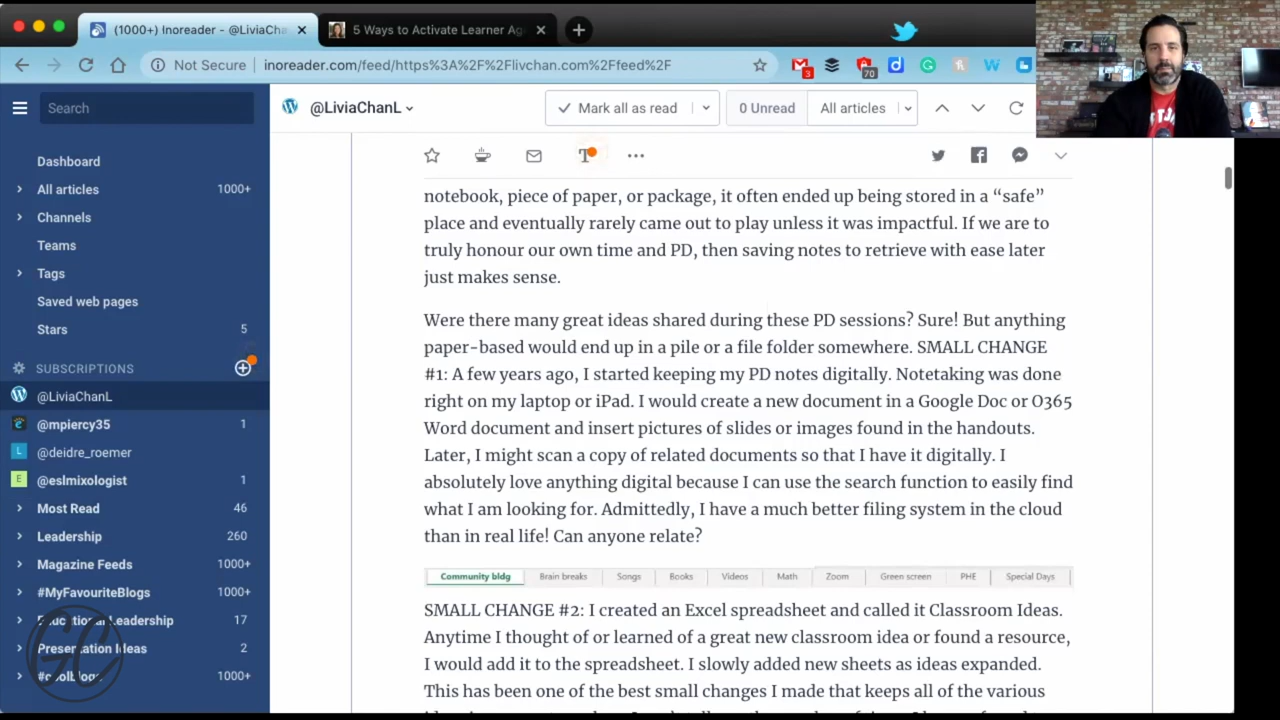 (1000+) Inoreader - @LiviaCha
5 Ways to Activate Learner Ag
Not Secure
inoreader.com/feed/https%3A%2F%2Flivchan.com%2Ffeed%2F
3
70
Search
@LiviaChanL
Mark all as read
0 Unread
All articles
Dashboard
All articles 1000+
Channels
Teams
Tags
Saved web pages
Stars 5
SUBSCRIPTIONS
@LiviaChanL
@mpiercy35 1
@deidre_roemer
@eslmixologist 1
Most Read 46
Leadership 260
Magazine Feeds 1000+
#MyFavouriteBlogs 1000+
Educational Leadership 17
Presentation Ideas 2
#coolblogs 1000+
GC
notebook, piece of paper, or package, it often ended up being stored in a “safe”
place and eventually rarely came out to play unless it was impactful. If we are to
truly honour our own time and PD, then saving notes to retrieve with ease later
just makes sense.
Were there many great ideas shared during these PD sessions? Sure! But anything
paper-based would end up in a pile or a file folder somewhere. SMALL CHANGE
#1: A few years ago, I started keeping my PD notes digitally. Notetaking was done
right on my laptop or iPad. I would create a new document in a Google Doc or O365
Word document and insert pictures of slides or images found in the handouts.
Later, I might scan a copy of related documents so that I have it digitally. I
absolutely love anything digital because I can use the search function to easily find
what I am looking for. Admittedly, I have a much better filing system in the cloud
than in real life! Can anyone relate?
Community bldg Brain breaks Songs Books Videos Math Zoom Green screen PHE Special Days
SMALL CHANGE #2: I created an Excel spreadsheet and called it Classroom Ideas.
Anytime I thought of or learned of a great new classroom idea or found a resource,
I would add it to the spreadsheet. I slowly added new sheets as ideas expanded.
This has been one of the best small changes I made that keeps all of the various